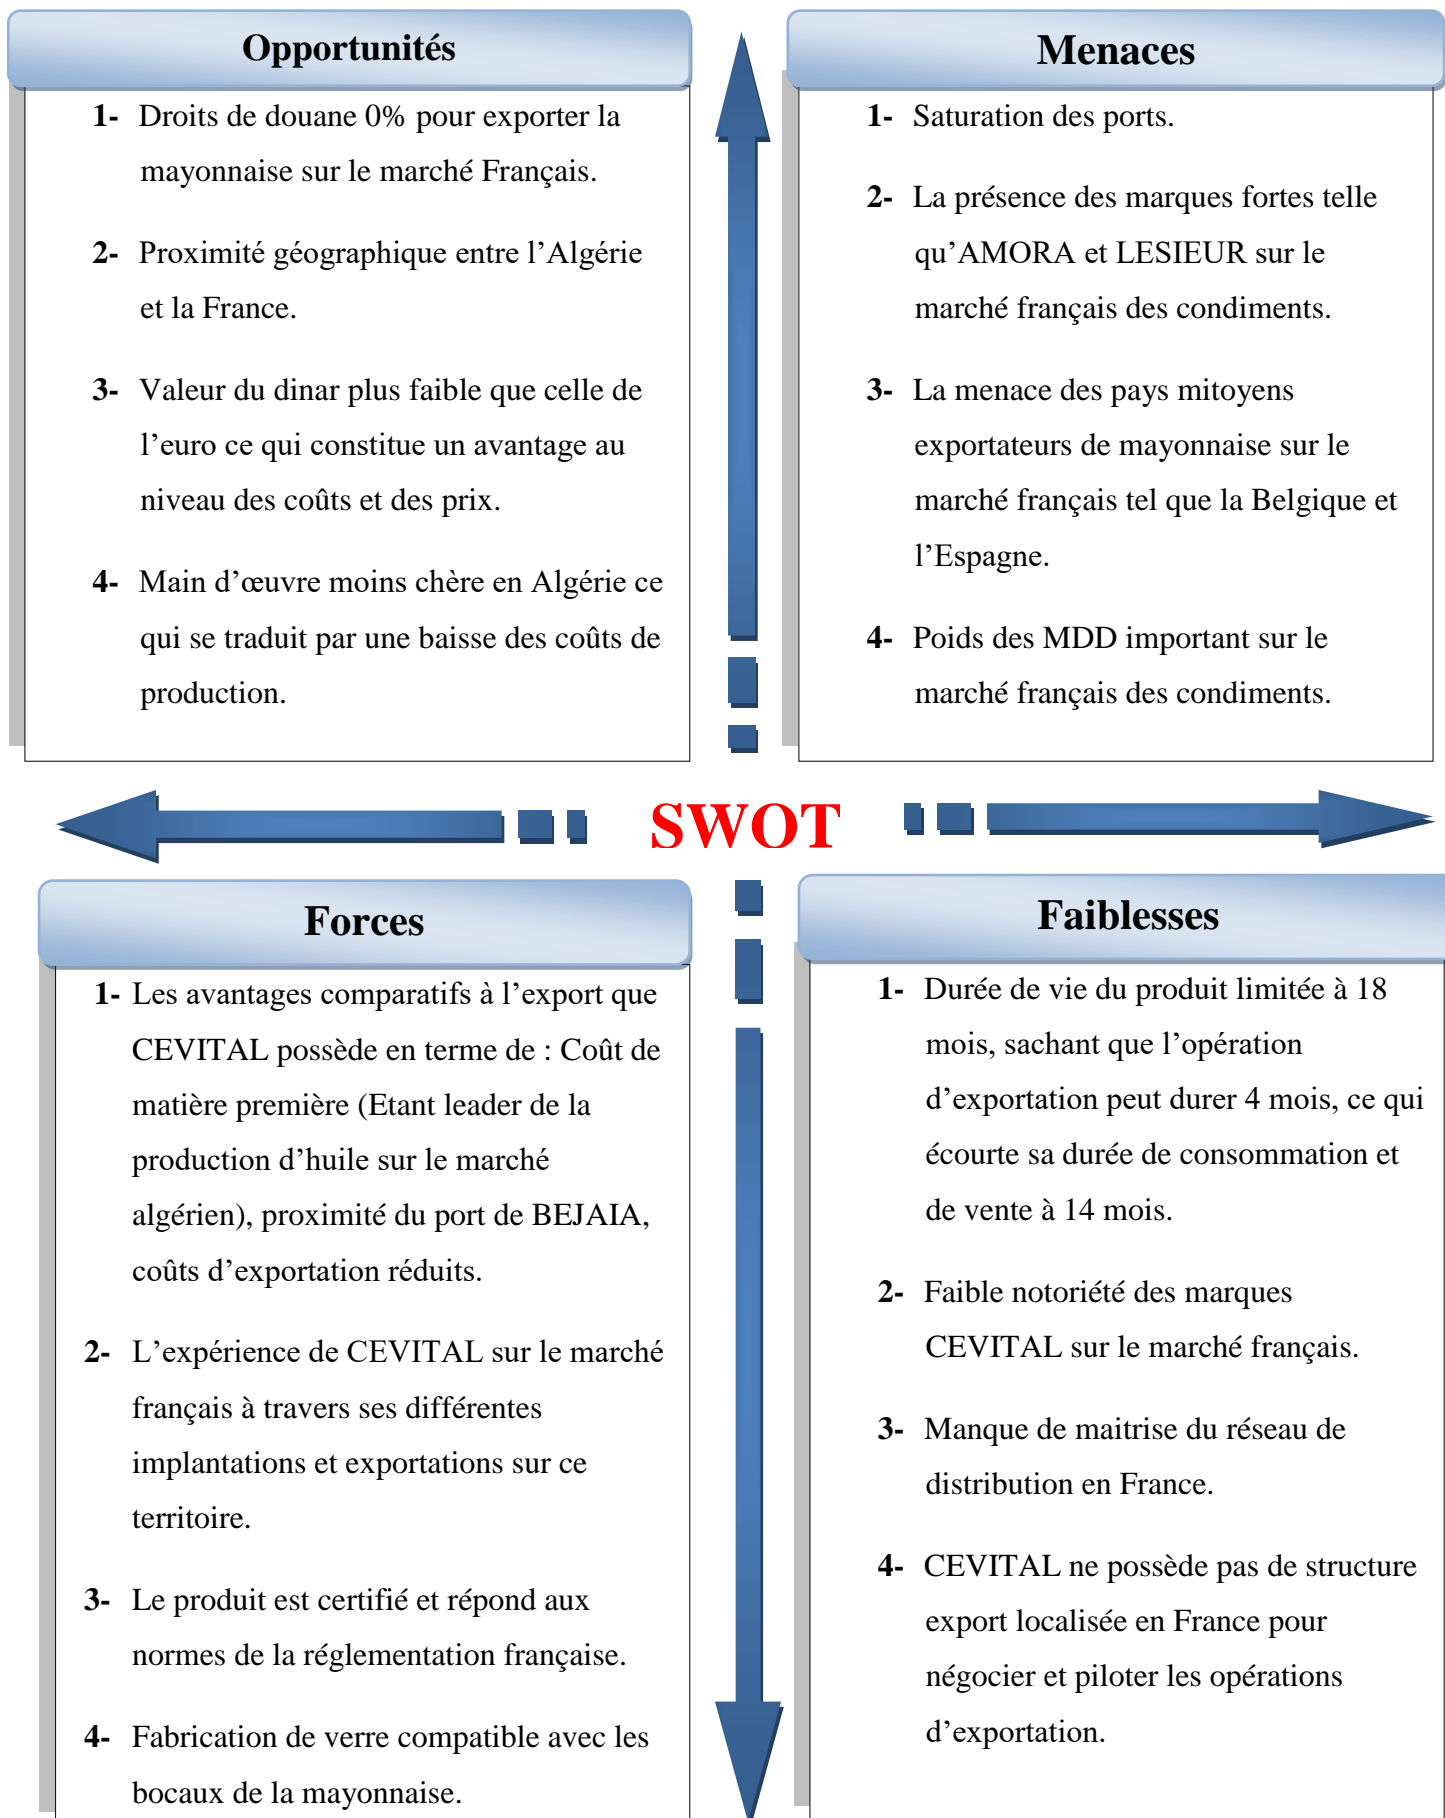 Opportunités
1- Droits de douane 0% pour exporter la
mayonnaise sur le marché Français.
2- Proximité géographique entre l’Algérie
et la France.
3- Valeur du dinar plus faible que celle de
l’euro ce qui constitue un avantage au
niveau des coûts et des prix.
4- Main d’œuvre moins chère en Algérie ce
qui se traduit par une baisse des coûts de
production.
Menaces
1- Saturation des ports.
2- La présence des marques fortes telle
qu’AMORA et LESIEUR sur le
marché français des condiments.
3- La menace des pays mitoyens
exportateurs de mayonnaise sur le
marché français tel que la Belgique et
l’Espagne.
4- Poids des MDD important sur le
marché français des condiments.
SWOT
Forces
1- Les avantages comparatifs à l’export que
CEVITAL possède en terme de : Coût de
matière première (Etant leader de la
production d’huile sur le marché
algérien), proximité du port de BEJAIA,
coûts d’exportation réduits.
2- L’expérience de CEVITAL sur le marché
français à travers ses différentes
implantations et exportations sur ce
territoire.
3- Le produit est certifié et répond aux
normes de la réglementation française.
4- Fabrication de verre compatible avec les
bocaux de la mayonnaise.
Faiblesses
1- Durée de vie du produit limitée à 18
mois, sachant que l’opération
d’exportation peut durer 4 mois, ce qui
écourte sa durée de consommation et
de vente à 14 mois.
2- Faible notoriété des marques
CEVITAL sur le marché français.
3- Manque de maitrise du réseau de
distribution en France.
4- CEVITAL ne possède pas de structure
export localisée en France pour
négocier et piloter les opérations
d’exportation.